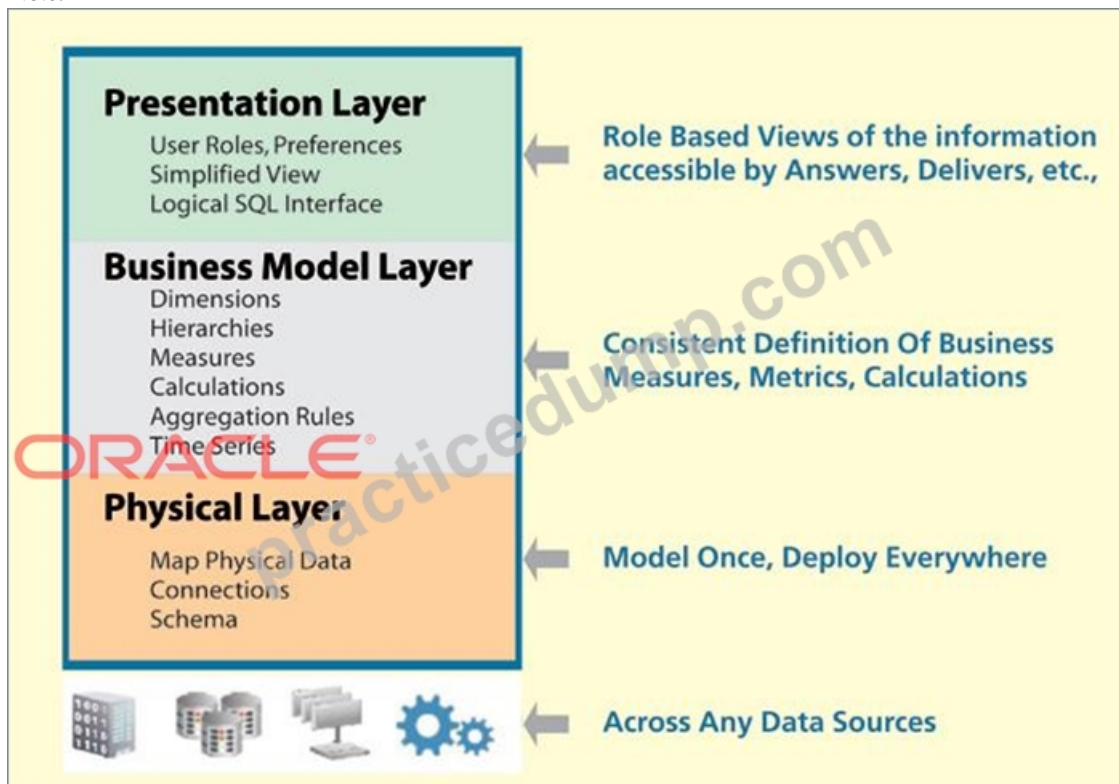 Presentation Layer
User Roles, Preferences
Simplified View
Logical SQL Interface
Role Based Views of the information
accessible by Answers, Delivers, etc.,
Business Model Layer
Dimensions
Hierarchies
Measures
Calculations
Aggregation Rules
Time Series
Consistent Definition Of Business
Measures, Metrics, Calculations
ORACLE®
Physical Layer
Map Physical Data
Connections
Schema
Model Once, Deploy Everywhere
Across Any Data Sources
practicedump.com